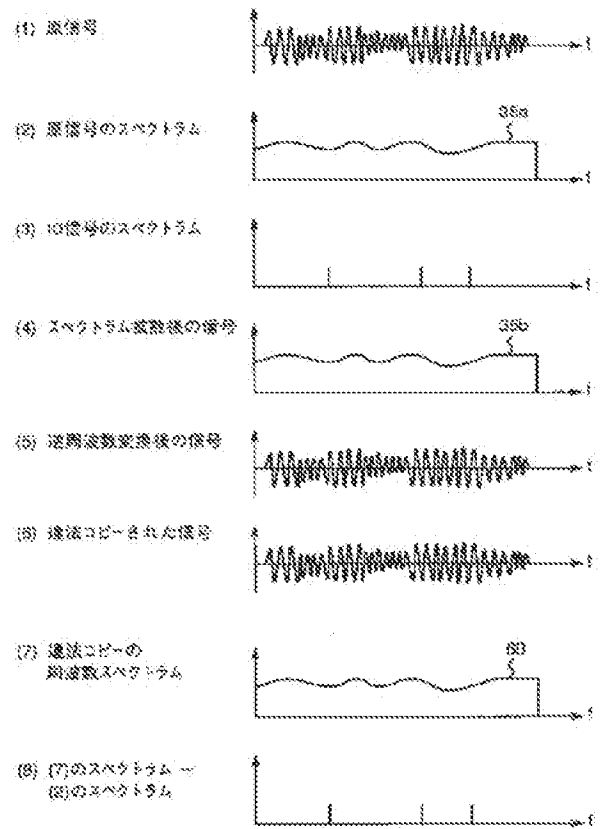 (1) 原信号
t
(2) 原信号のスペクトラム
35a
f
(3) ID信号のスペクトラム
f
(4) スペクトラム拡散後の信号
35b
f
(5) 逆周波数変換後の信号
t
(6) 違法コピーされた信号
t
(7) 違法コピーの
周波数スペクトラム
60
f
(8) (7)のスペクトラム －
(2)のスペクトラム
f